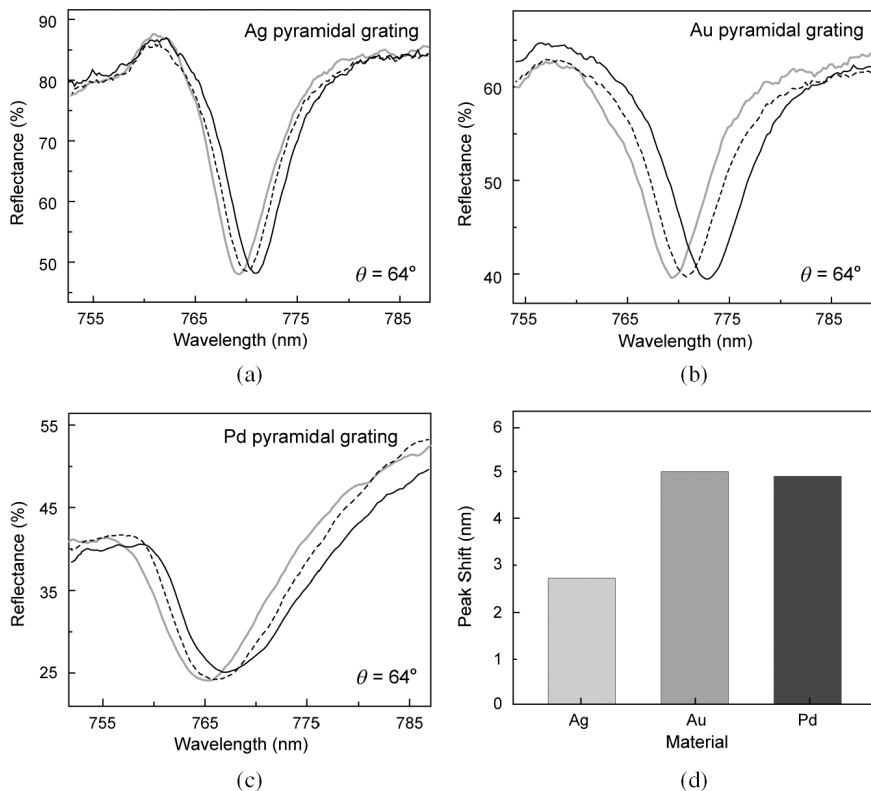 Ag pyramidal grating
90
80
70
60
50
Reflectance (%)
θ = 64°
755
765
775
785
Wavelength (nm)
(a)
Au pyramidal grating
60
50
40
Reflectance (%)
θ = 64°
755
765
775
785
Wavelength (nm)
(b)
Pd pyramidal grating
55
45
35
25
Reflectance (%)
θ = 64°
755
765
775
785
Wavelength (nm)
(c)
6
5
4
3
2
1
0
Peak Shift (nm)
Ag
Au
Pd
Material
(d)